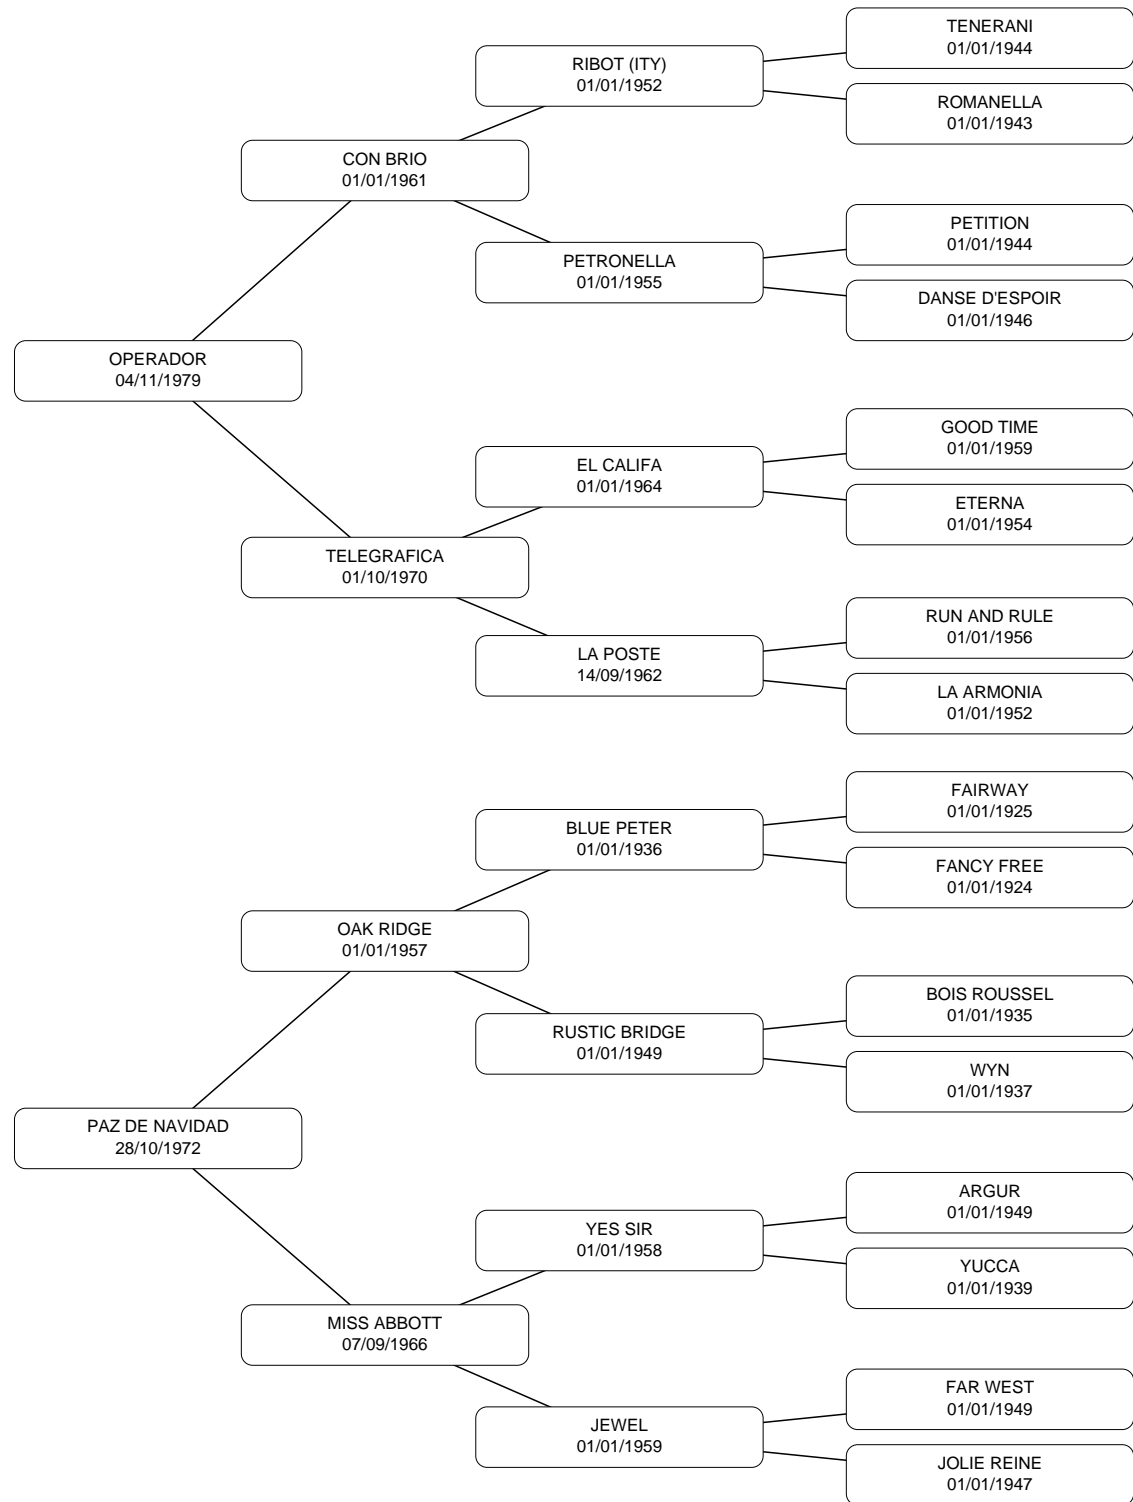 TENERANI
01/01/1944
RIBOT (ITY)
01/01/1952
ROMANELLA
01/01/1943
CON BRIO
01/01/1961
PETITION
01/01/1944
PETRONELLA
01/01/1955
DANSE D'ESPOIR
01/01/1946
OPERADOR
04/11/1979
GOOD TIME
01/01/1959
EL CALIFA
01/01/1964
ETERNA
01/01/1954
TELEGRAFICA
01/10/1970
RUN AND RULE
01/01/1956
LA POSTE
14/09/1962
LA ARMONIA
01/01/1952
FAIRWAY
01/01/1925
BLUE PETER
01/01/1936
FANCY FREE
01/01/1924
OAK RIDGE
01/01/1957
BOIS ROUSSEL
01/01/1935
RUSTIC BRIDGE
01/01/1949
WYN
01/01/1937
PAZ DE NAVIDAD
28/10/1972
ARGUR
01/01/1949
YES SIR
01/01/1958
YUCCA
01/01/1939
MISS ABBOTT
07/09/1966
FAR WEST
01/01/1949
JEWEL
01/01/1959
JOLIE REINE
01/01/1947